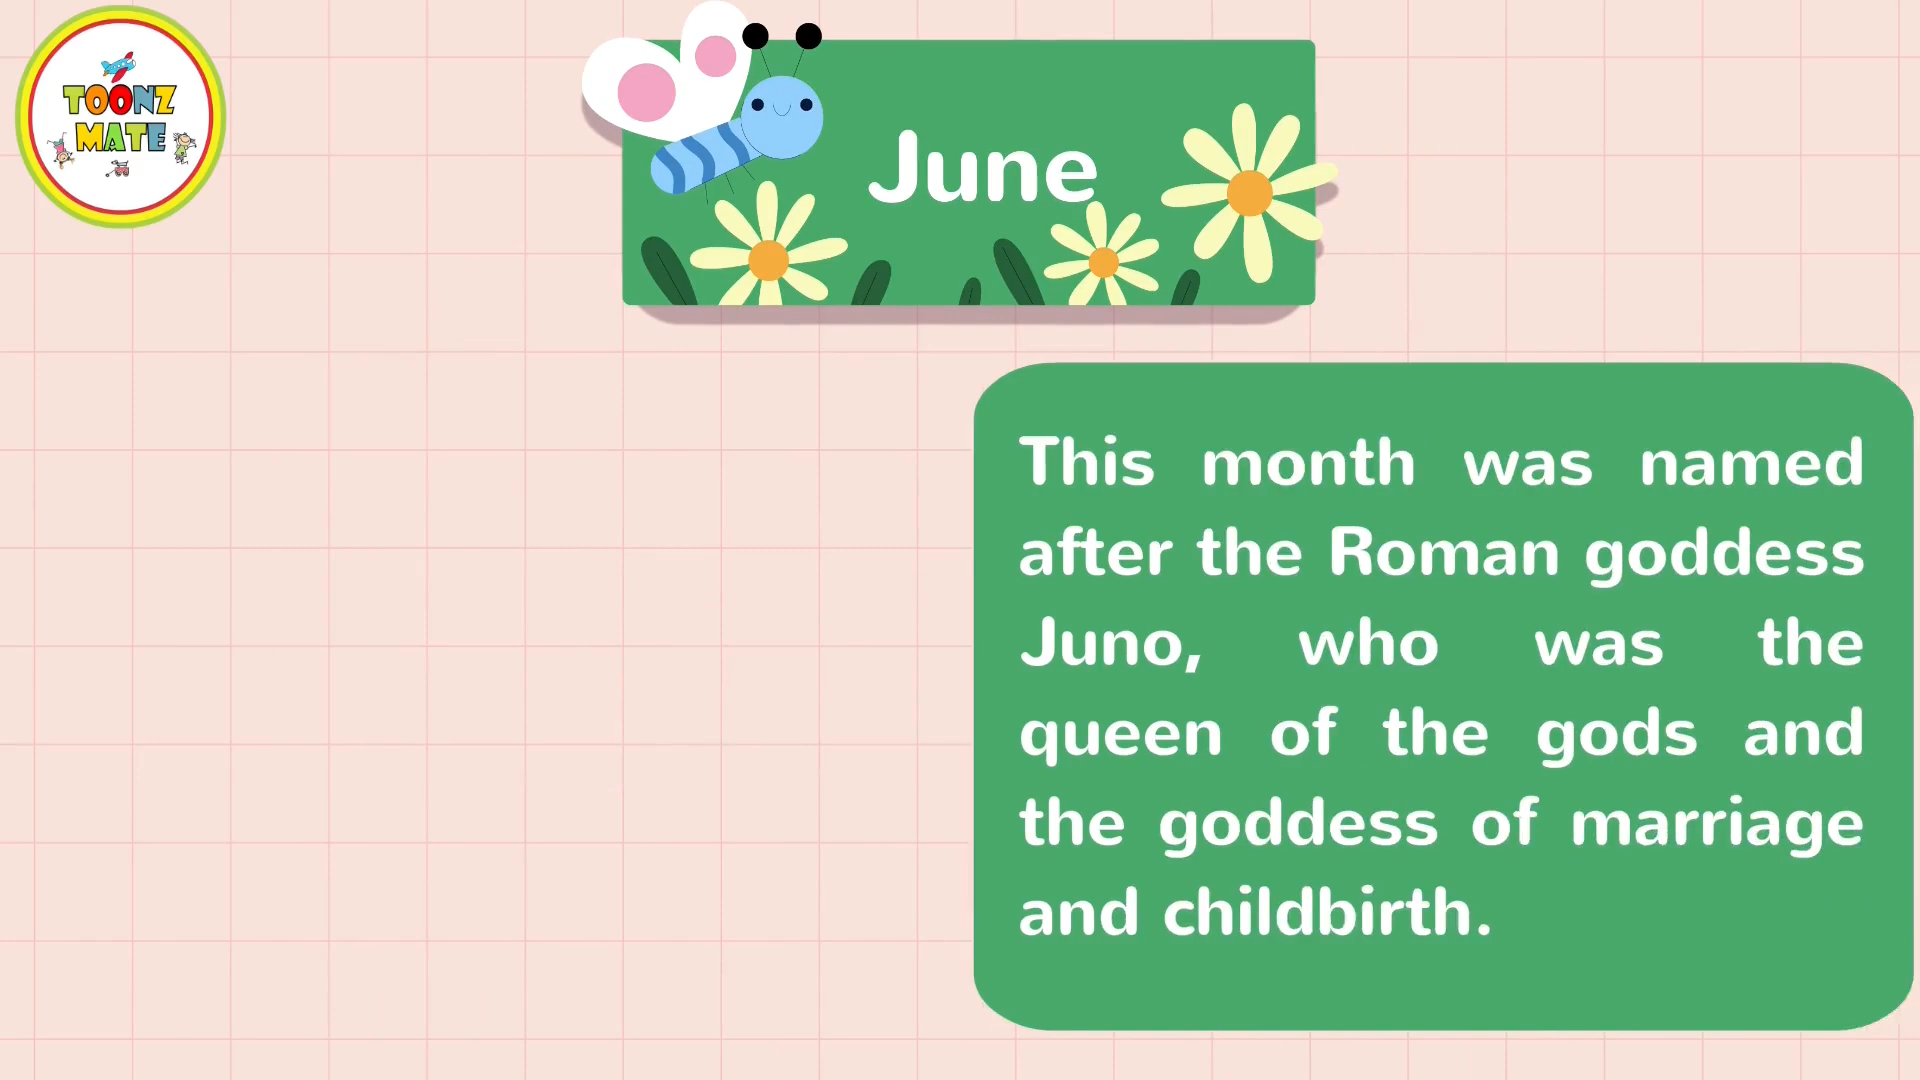 TOONZ
MATE
June
This month was named
after the Roman goddess
Juno, who was the
queen of the gods and
the goddess of marriage
and childbirth.